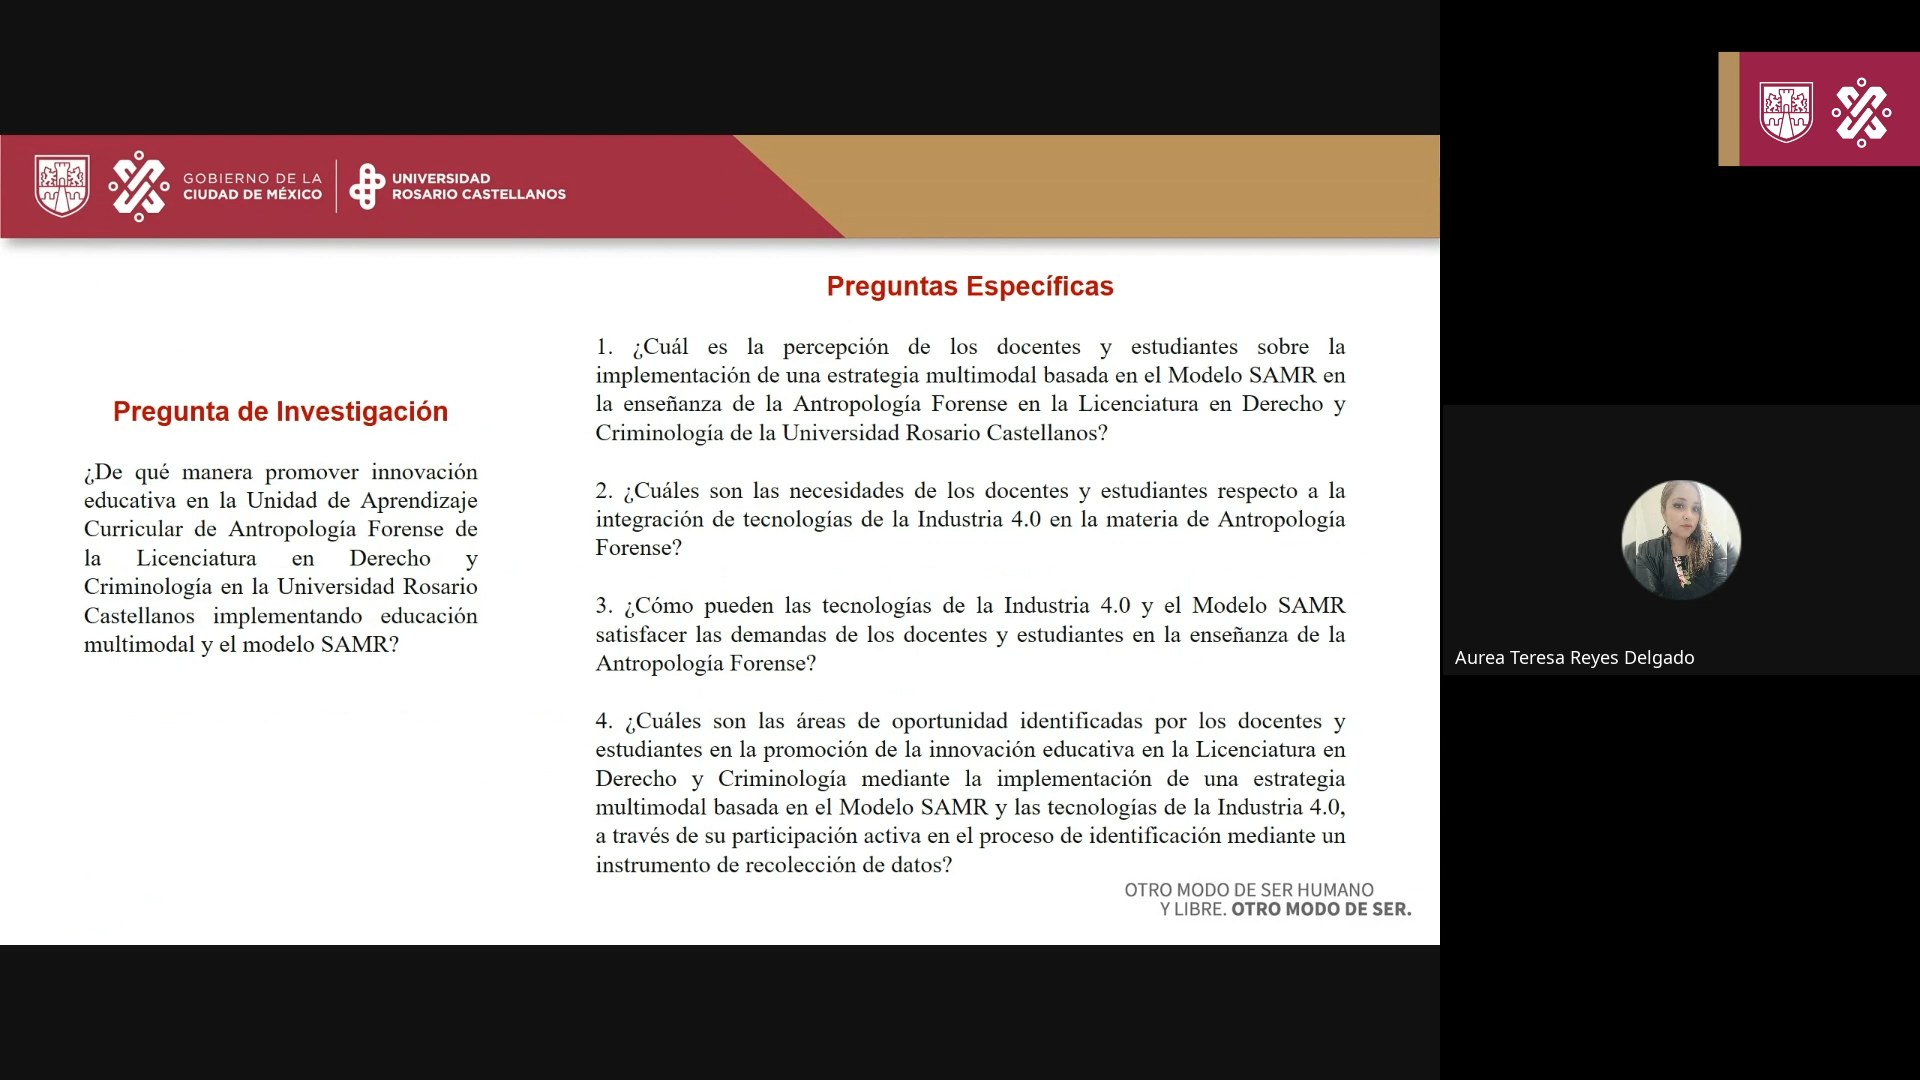 GOBIERNO DE LA
CIUDAD DE MÉXICO
UNIVERSIDAD
ROSARIO CASTELLANOS
Pregunta de Investigación
¿De qué manera promover innovación
educativa en la Unidad de Aprendizaje
Curricular de Antropología Forense de
la Licenciatura en Derecho y
Criminología en la Universidad Rosario
Castellanos implementando educación
multimodal y el modelo SAMR?
Preguntas Específicas
1. ¿Cuál es la percepción de los docentes y estudiantes sobre la
implementación de una estrategia multimodal basada en el Modelo SAMR en
la enseñanza de la Antropología Forense en la Licenciatura en Derecho y
Criminología de la Universidad Rosario Castellanos?
2. ¿Cuáles son las necesidades de los docentes y estudiantes respecto a la
integración de tecnologías de la Industria 4.0 en la materia de Antropología
Forense?
3. ¿Cómo pueden las tecnologías de la Industria 4.0 y el Modelo SAMR
satisfacer las demandas de los docentes y estudiantes en la enseñanza de la
Antropología Forense?
4. ¿Cuáles son las áreas de oportunidad identificadas por los docentes y
estudiantes en la promoción de la innovación educativa en la Licenciatura en
Derecho y Criminología mediante la implementación de una estrategia
multimodal basada en el Modelo SAMR y las tecnologías de la Industria 4.0,
a través de su participación activa en el proceso de identificación mediante un
instrumento de recolección de datos?
OTRO MODO DE SER HUMANO
Y LIBRE. OTRO MODO DE SER.
Aurea Teresa Reyes Delgado